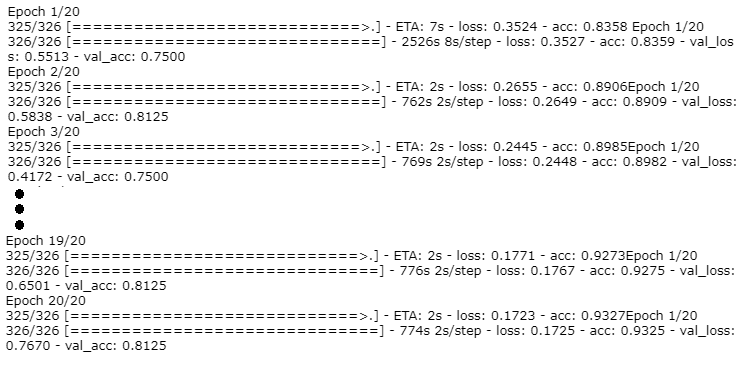 Epoch 1/20
325/326 [============================>.] - ETA: 7s - loss: 0.3524 - acc: 0.8358 Epoch 1/20
326/326 [==============================] - 2526s 8s/step - loss: 0.3527 - acc: 0.8359 - val_los
s: 0.5513 - val_acc: 0.7500
Epoch 2/20
325/326 [============================>.] - ETA: 2s - loss: 0.2655 - acc: 0.8906Epoch 1/20
326/326 [==============================] - 762s 2s/step - loss: 0.2649 - acc: 0.8909 - val_loss:
0.5838 - val_acc: 0.8125
Epoch 3/20
325/326 [============================>.] - ETA: 2s - loss: 0.2445 - acc: 0.8985Epoch 1/20
326/326 [==============================] - 769s 2s/step - loss: 0.2448 - acc: 0.8982 - val_loss:
0.4172 - val_acc: 0.7500
Epoch 19/20
325/326 [============================>.] - ETA: 2s - loss: 0.1771 - acc: 0.9273Epoch 1/20
326/326 [==============================] - 776s 2s/step - loss: 0.1767 - acc: 0.9275 - val_loss:
0.6501 - val_acc: 0.8125
Epoch 20/20
325/326 [============================>.] - ETA: 2s - loss: 0.1723 - acc: 0.9327Epoch 1/20
326/326 [==============================] - 774s 2s/step - loss: 0.1725 - acc: 0.9325 - val_loss:
0.7670 - val_acc: 0.8125